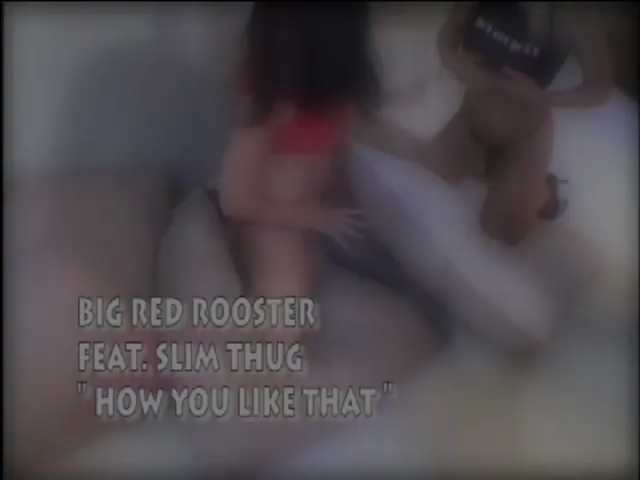 BIG RED ROOSTER
FEAT. SLIM THUG
"HOW YOU LIKE THAT"